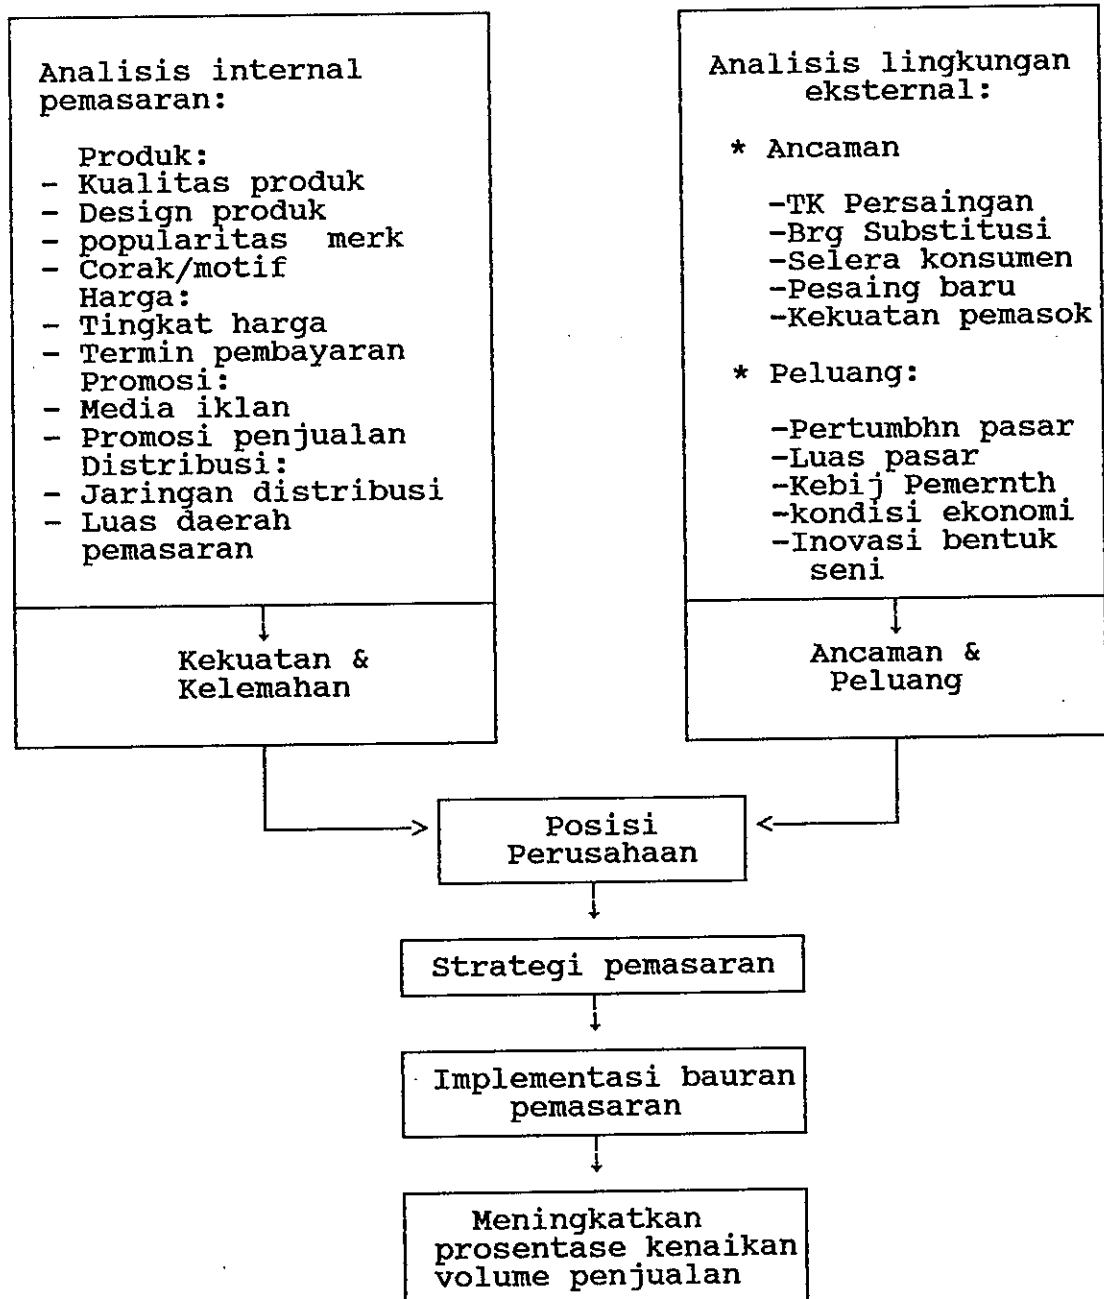 Analisis internal
pemasaran:
Produk:
- Kualitas produk
- Design produk
- popularitas merk
- Corak/motif
Harga:
- Tingkat harga
- Termin pembayaran
Promosi:
- Media iklan
- Promosi penjualan
Distribusi:
- Jaringan distribusi
- Luas daerah
pemasaran
Kekuatan &
Kelemahan
Analisis lingkungan
eksternal:
* Ancaman
-TK Persaingan
-Brg Substitusi
-Selera konsumen
-Pesaing baru
-Kekuatan pemasok
* Peluang:
-Pertumbhn pasar
-Luas pasar
-Kebij Pemernth
-kondisi ekonomi
-Inovasi bentuk
seni
Ancaman &
Peluang
Posisi
Perusahaan
Strategi pemasaran
Implementasi bauran
pemasaran
Meningkatkan
prosentase kenaikan
volume penjualan